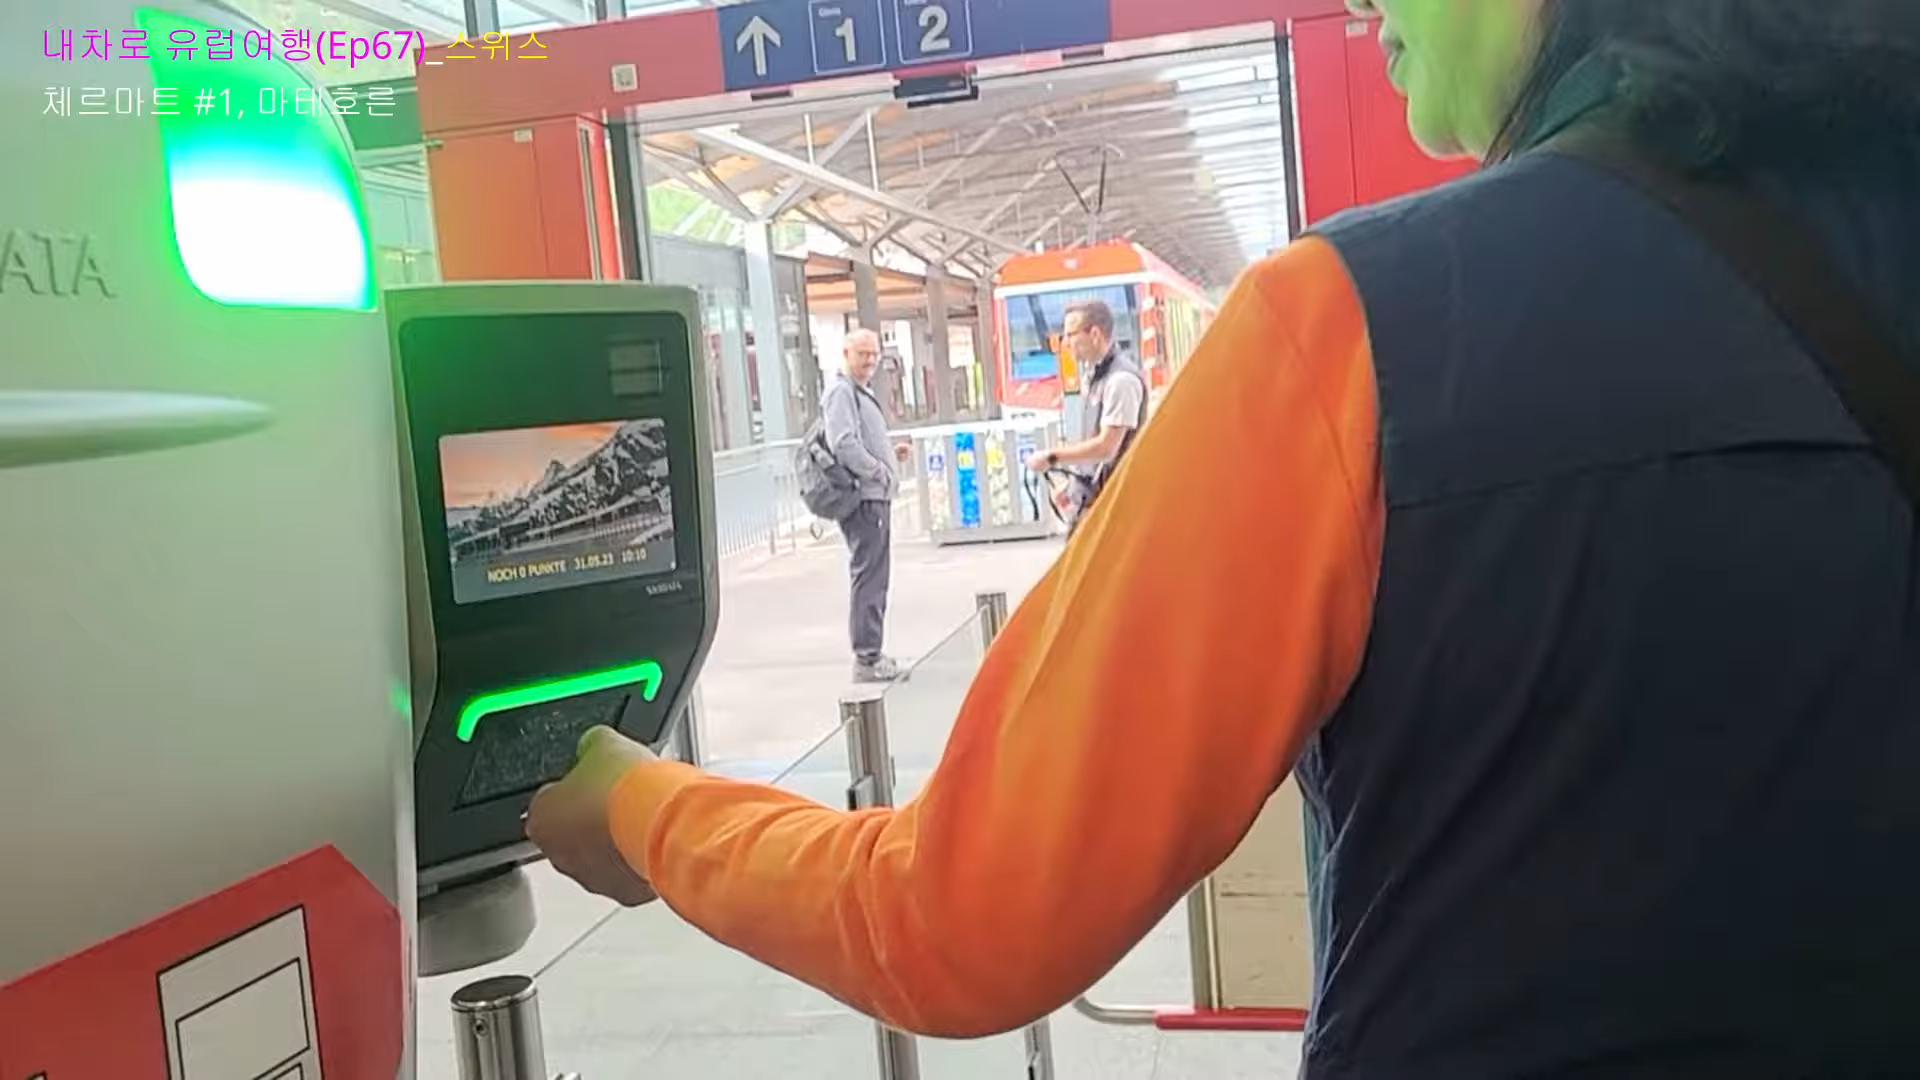 내차로 유럽여행(Ep67)_스위스
체르마트 #1, 마테호른
1
2
ATA
NOCH 0 PUNKTE 31.05.23 10:10